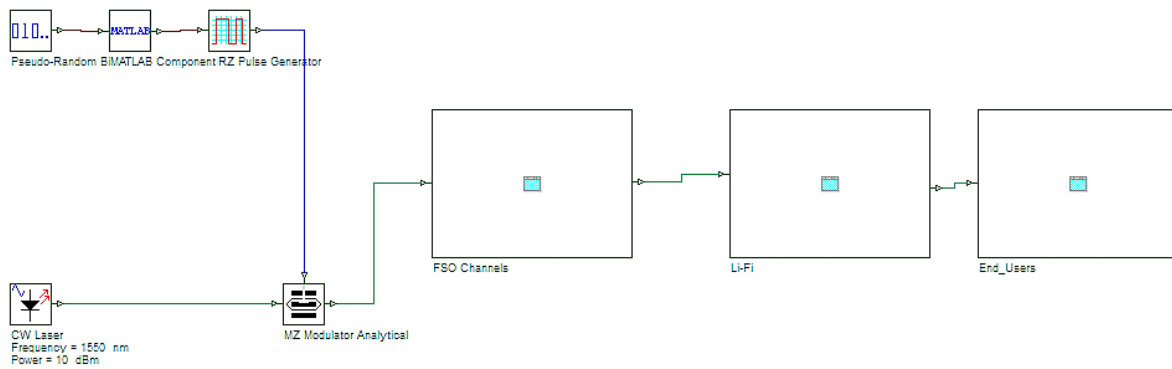 010..
MATLAB
Pseudo-Random BiMATLAB Component RZ Pulse Generator
FSO Channels
Li-Fi
End_Users
CW Laser
Frequency = 1550 nm
Power = 10 dBm
MZ Modulator Analytical